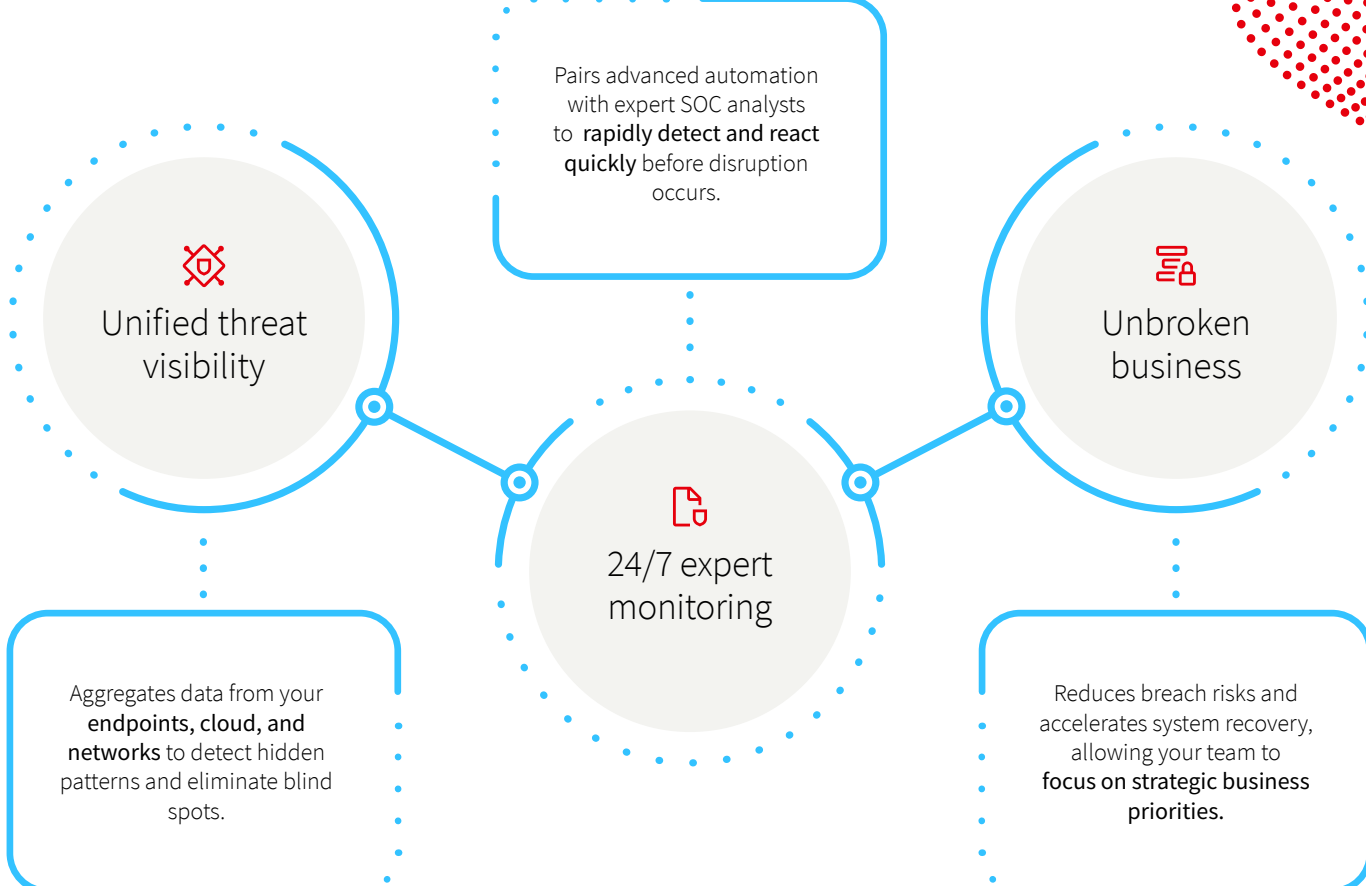 Pairs advanced automation
with expert SOC analysts
to rapidly detect and react
quickly before disruption
occurs.
Unified threat
visibility
Unbroken
business
24/7 expert
monitoring
Aggregates data from your
endpoints, cloud, and
networks to detect hidden
patterns and eliminate blind
spots.
Reduces breach risks and
accelerates system recovery,
allowing your team to
focus on strategic business
priorities.